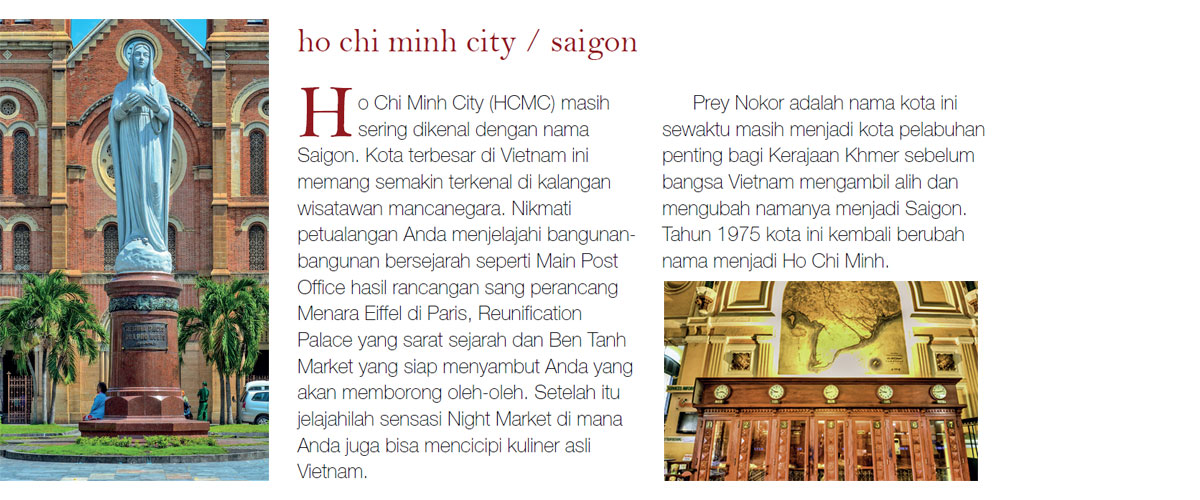 ho chi minh city / saigon
Ho Chi Minh City (HCMC) masih
sering dikenal dengan nama
Saigon. Kota terbesar di Vietnam ini
memang semakin terkenal di kalangan
wisatawan mancanegara. Nikmati
petualangan Anda menjelajahi bangunan-
bangunan bersejarah seperti Main Post
Office hasil rancangan sang perancang
Menara Eiffel di Paris, Reunification
Palace yang sarat sejarah dan Ben Tanh
Market yang siap menyambut Anda yang
akan memborong oleh-oleh. Setelah itu
jelajahilah sensasi Night Market di mana
Anda juga bisa mencicipi kuliner asli
Vietnam.
Prey Nokor adalah nama kota ini
sewaktu masih menjadi kota pelabuhan
penting bagi Kerajaan Khmer sebelum
bangsa Vietnam mengambil alih dan
mengubah namanya menjadi Saigon.
Tahun 1975 kota ini kembali berubah
nama menjadi Ho Chi Minh.